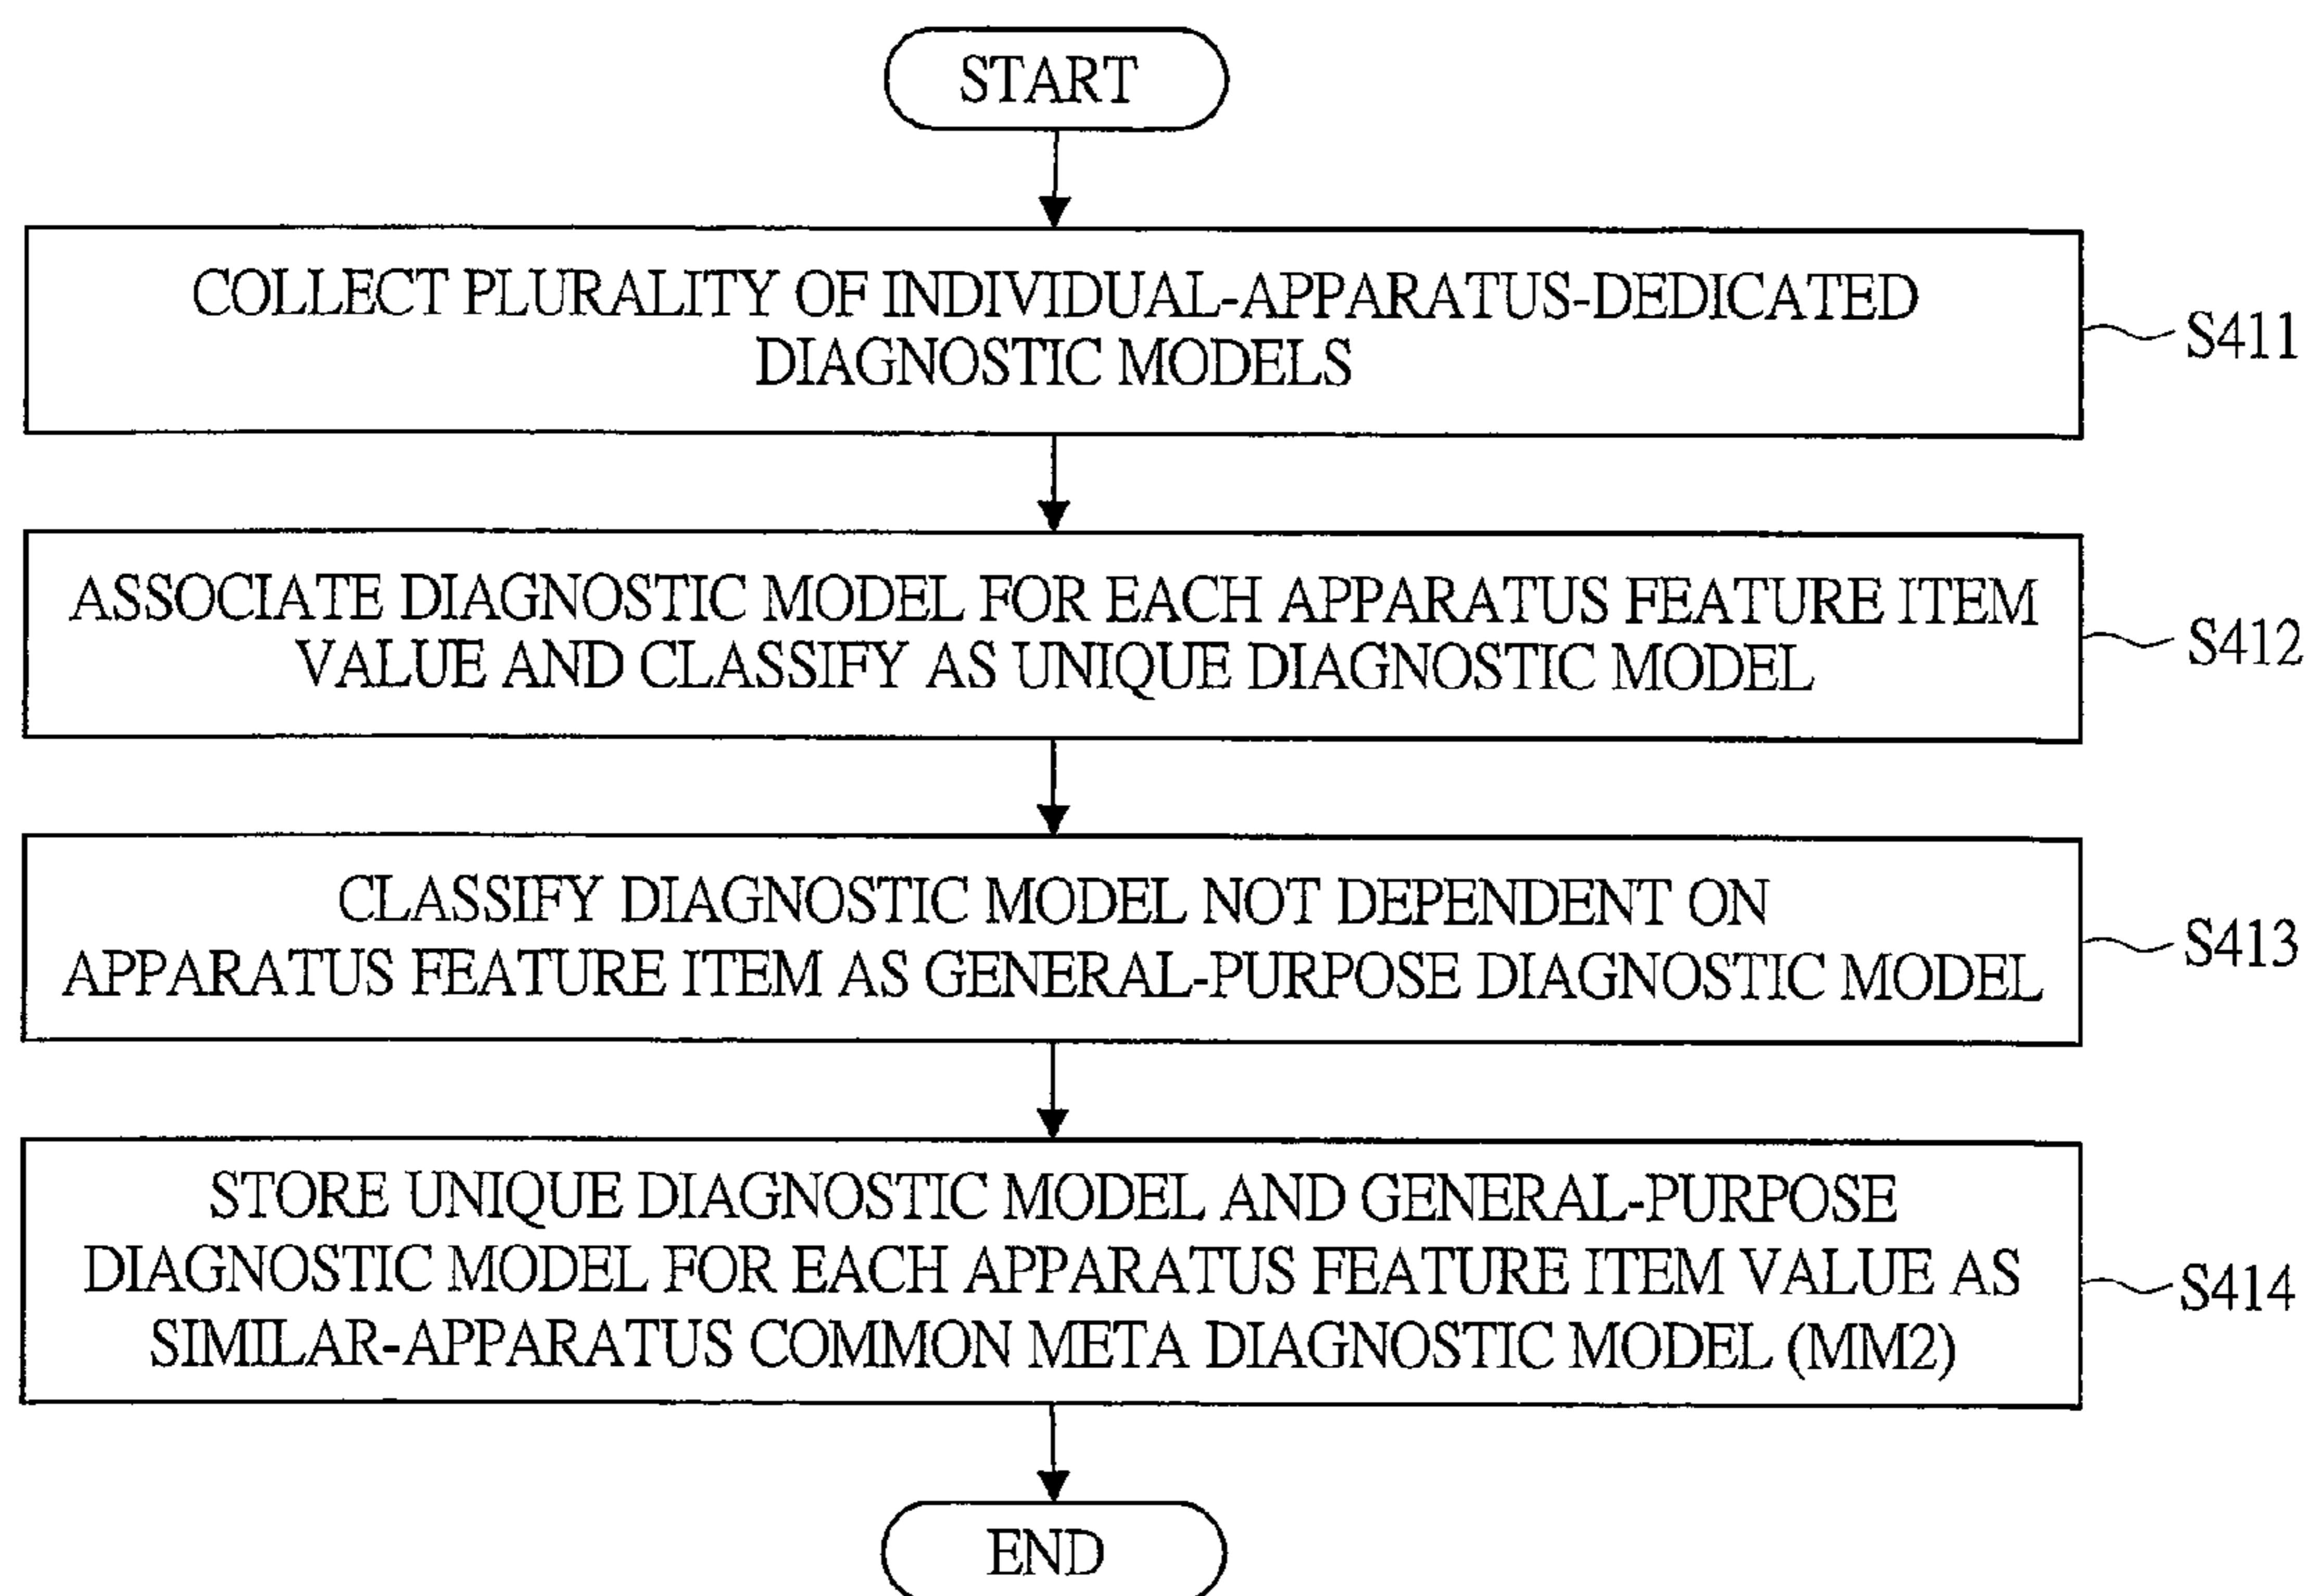 START
COLLECT PLURALITY OF INDIVIDUAL-APPARATUS-DEDICATED
DIAGNOSTIC MODELS
S411
ASSOCIATE DIAGNOSTIC MODEL FOR EACH APPARATUS FEATURE ITEM
VALUE AND CLASSIFY AS UNIQUE DIAGNOSTIC MODEL
S412
CLASSIFY DIAGNOSTIC MODEL NOT DEPENDENT ON
APPARATUS FEATURE ITEM AS GENERAL-PURPOSE DIAGNOSTIC MODEL
S413
STORE UNIQUE DIAGNOSTIC MODEL AND GENERAL-PURPOSE
DIAGNOSTIC MODEL FOR EACH APPARATUS FEATURE ITEM VALUE AS
SIMILAR-APPARATUS COMMON META DIAGNOSTIC MODEL (MM2)
S414
END